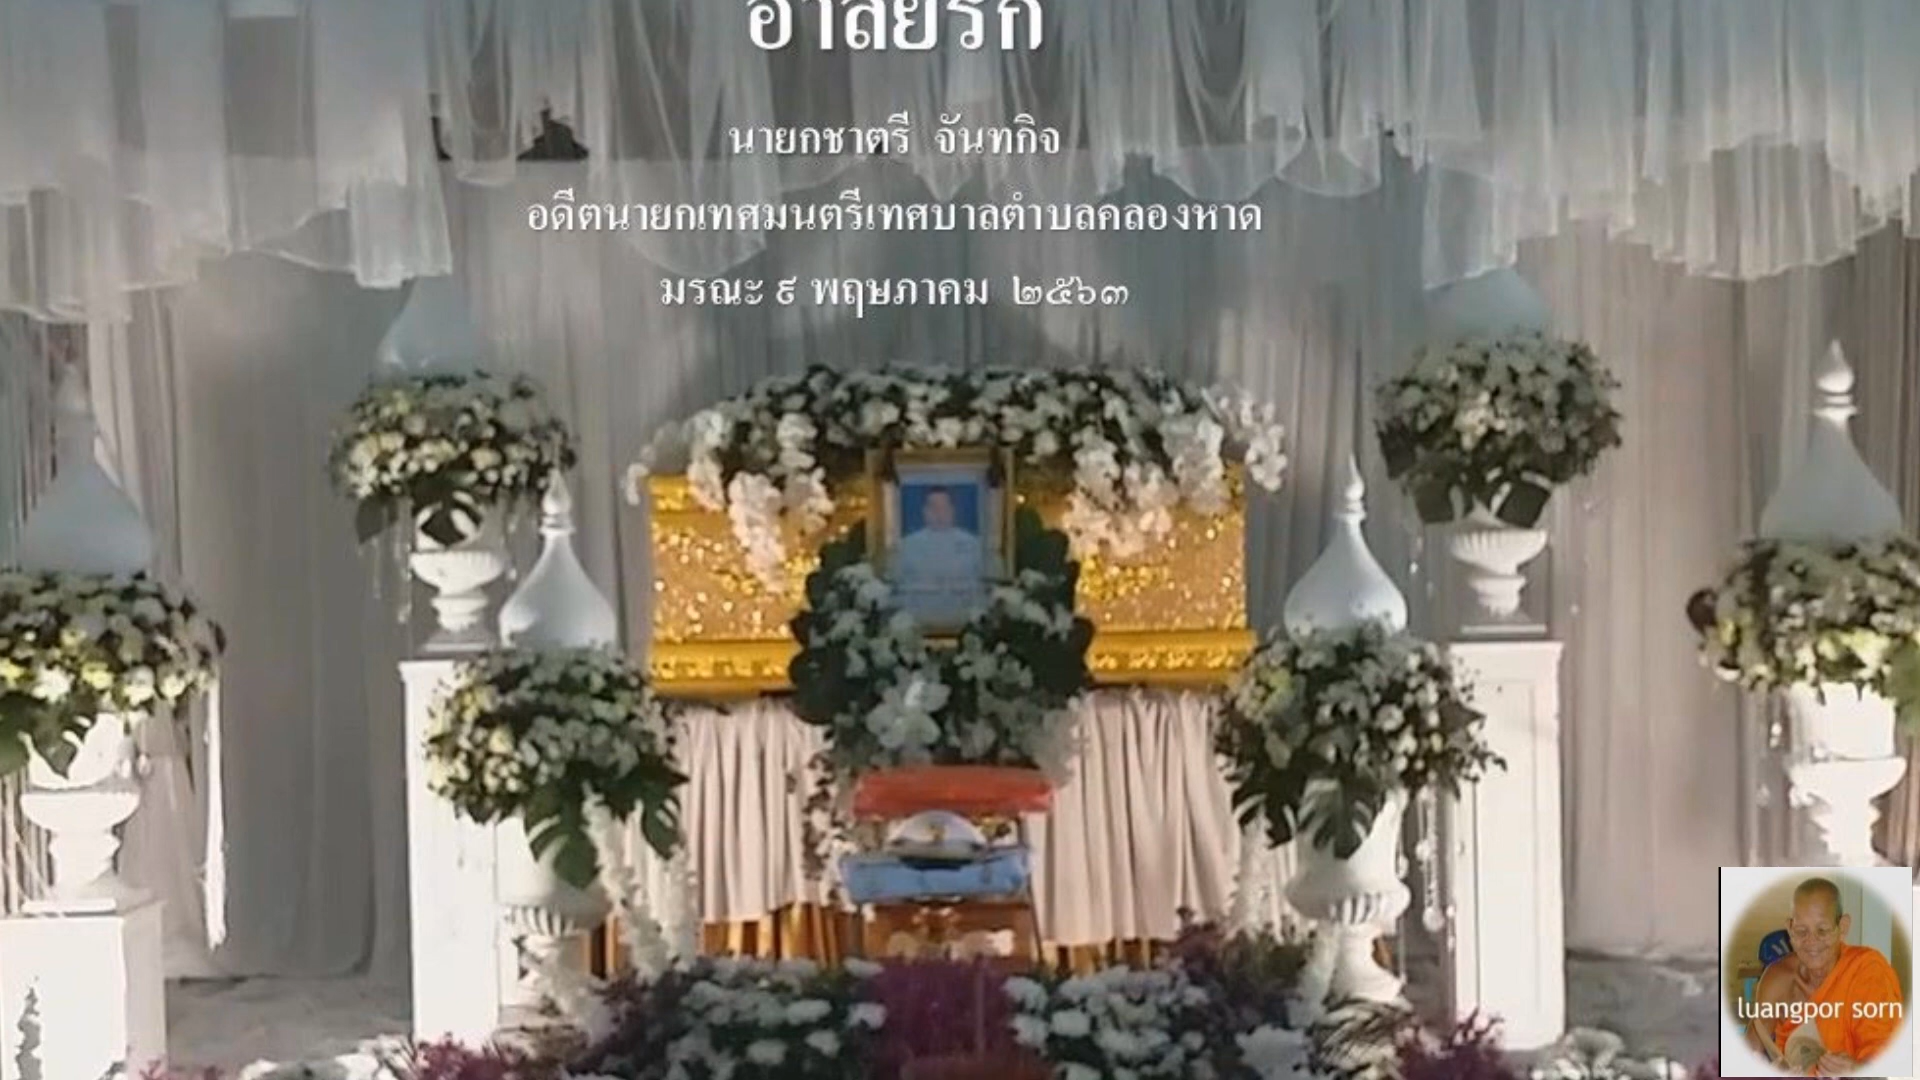 อาลัยรัก
นายกชาตรี จันทกิจ
อดีตนายกเทศมนตรีเทศบาลตำบลคลองหาด
มรณะ ๙ พฤษภาคม ๒๕๖๓
luangpor sorn